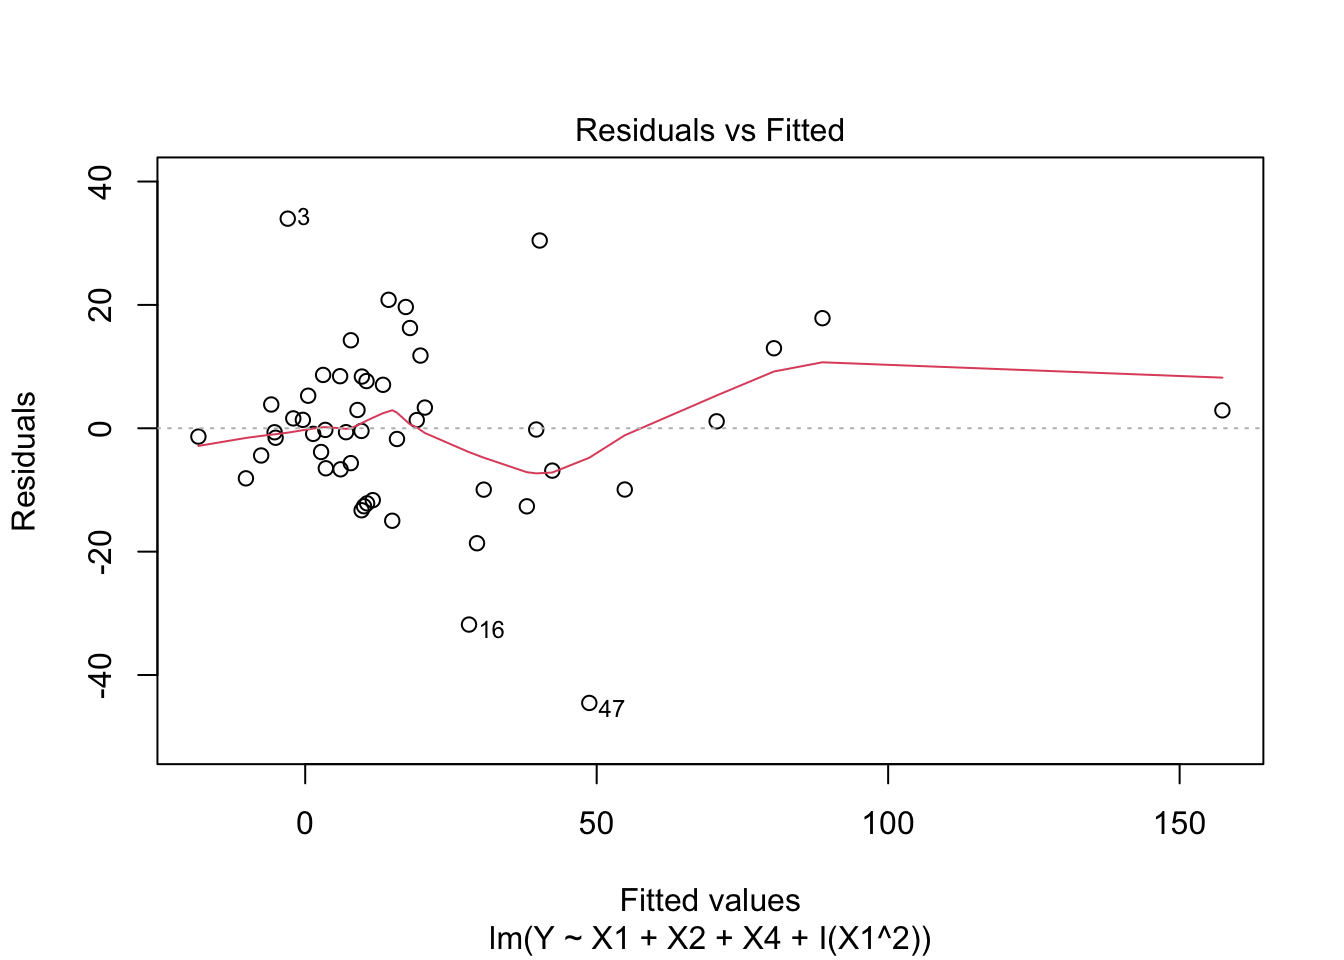 Residuals vs Fitted
40
20
0
-20
-40
Residuals
3
16
47
0 50 100 150
Fitted values
lm(Y ~ X1 + X2 + X4 + I(X1^2))